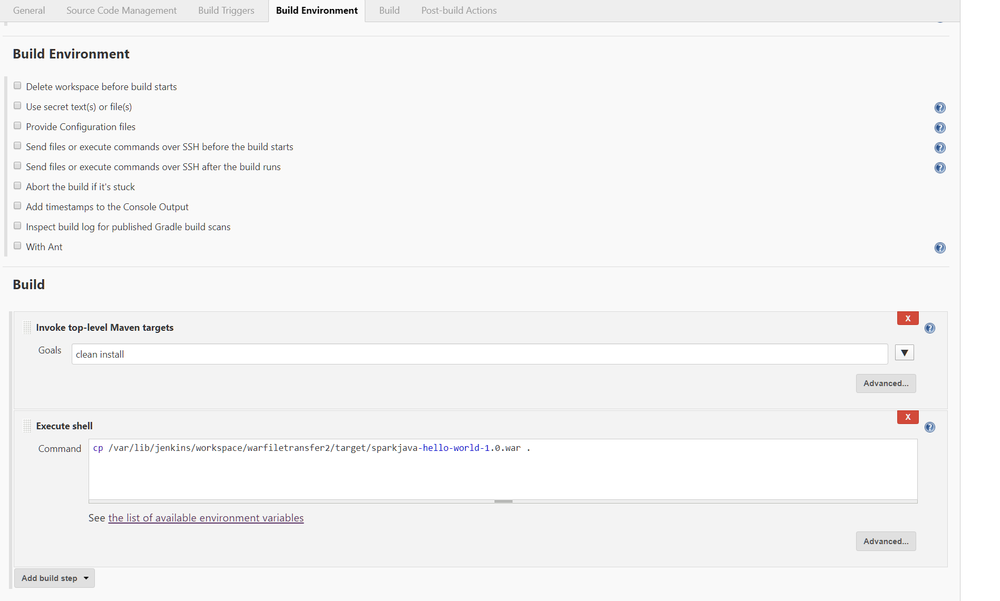 General Source Code Management Build Triggers Build Environment Build Post-build Actions
Build Environment
Delete workspace before build starts
Use secret text(s) or file(s)
Provide Configuration files
Send files or execute commands over SSH before the build starts
Send files or execute commands over SSH after the build runs
Abort the build if it's stuck
Add timestamps to the Console Output
Inspect build log for published Gradle build scans
With Ant
Build
X
Invoke top-level Maven targets
Goals clean install
Advanced...
X
Execute shell
Command cp /var/lib/jenkins/workspace/warfiletransfer2/target/sparkjava-hello-world-1.0.war .
See the list of available environment variables
Advanced...
Add build step